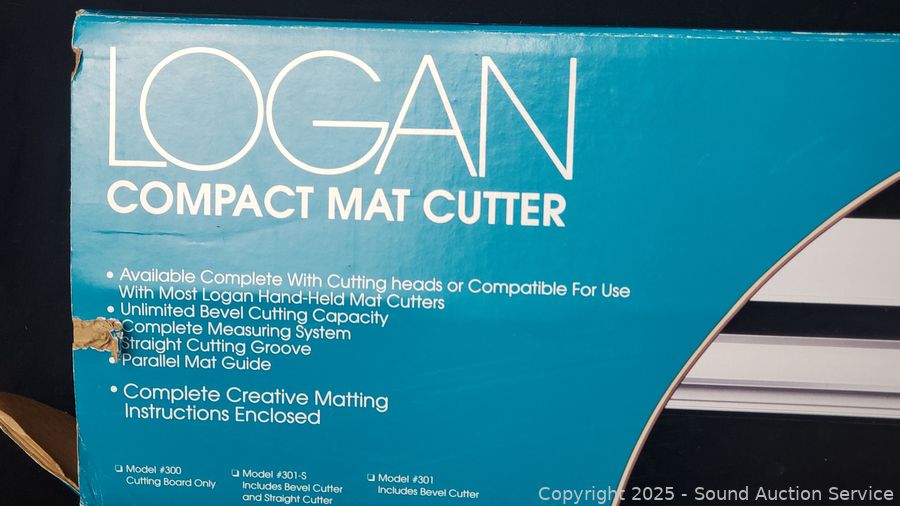 LOGAN
COMPACT MAT CUTTER
• Available Complete With Cutting heads or Compatible For Use
With Most Logan Hand-Held Mat Cutters
• Unlimited Bevel Cutting Capacity
• Complete Measuring System
• Straight Cutting Groove
• Parallel Mat Guide
• Complete Creative Matting
Instructions Enclosed
❑ Model #300
Cutting Board Only
❑ Model #301-S
Includes Bevel Cutter
and Straight Cutter
❑ Model #301
Includes Bevel Cutter
Copyright 2025 - Sound Auction Service